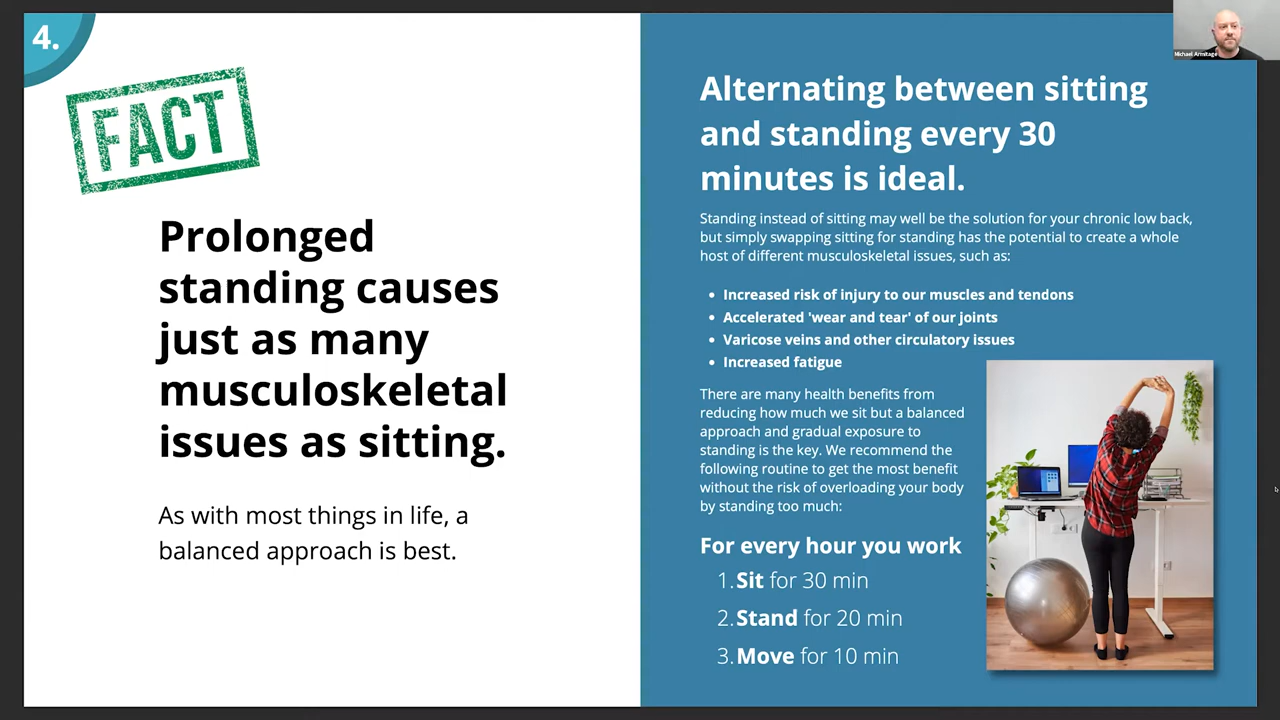 4.
FACT
Prolonged
standing causes
just as many
musculoskeletal
issues as sitting.
As with most things in life, a
balanced approach is best.
Alternating between sitting
and standing every 30
minutes is ideal.
Standing instead of sitting may well be the solution for your chronic low back,
but simply swapping sitting for standing has the potential to create a whole
host of different musculoskeletal issues, such as:
• Increased risk of injury to our muscles and tendons
• Accelerated 'wear and tear' of our joints
• Varicose veins and other circulatory issues
• Increased fatigue
There are many health benefits from
reducing how much we sit but a balanced
approach and gradual exposure to
standing is the key. We recommend the
following routine to get the most benefit
without the risk of overloading your body
by standing too much:
For every hour you work
1. Sit for 30 min
2. Stand for 20 min
3. Move for 10 min
Michael Armitage